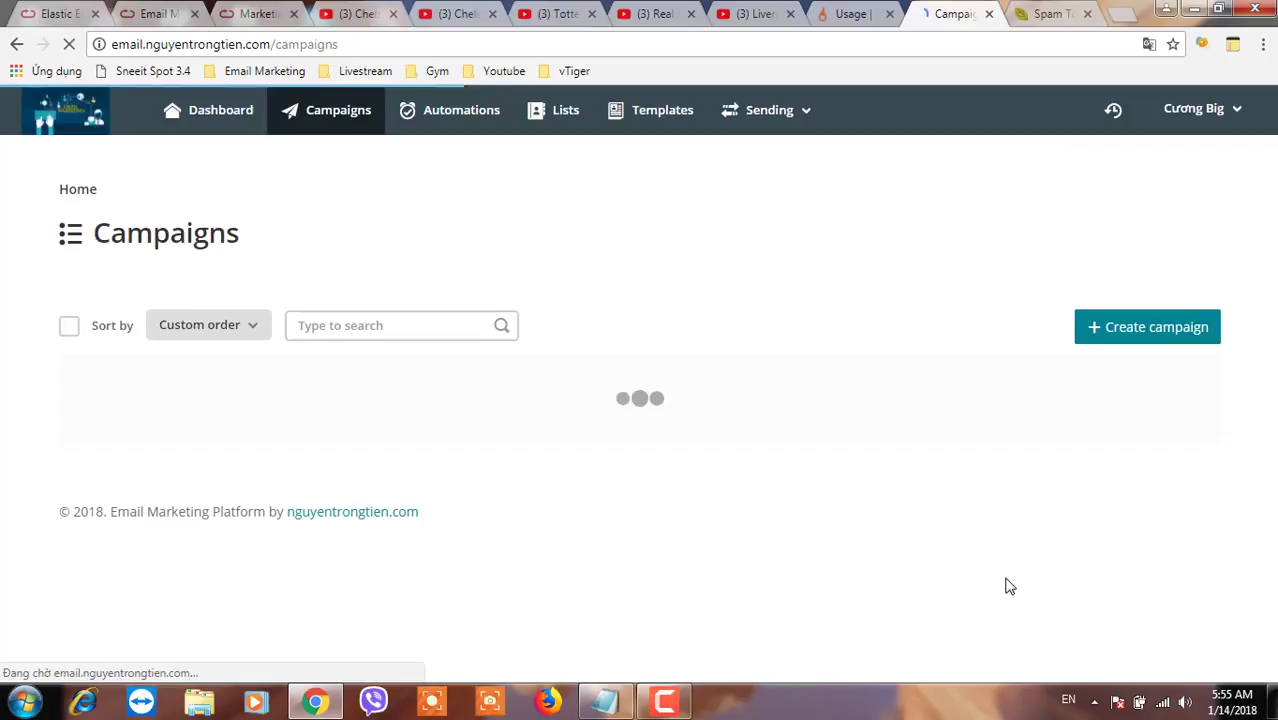 Elastic E
Email M
Marketi
(3) Chel
(3) Chels
(3) Totte
(3) Real
(3) Liver
Usage |
Campaig
Spam T
email.nguyentrongtien.com/campaigns
Ứng dụng
Sneeit Spot 3.4
Email Marketing
Livestream
Gym
Youtube
vTiger
Dashboard
Campaigns
Automations
Lists
Templates
Sending
Cương Big
Home
Campaigns
Sort by
Custom order
Type to search
+ Create campaign
© 2018. Email Marketing Platform by nguyentrongtien.com
Đang chờ email.nguyentrongtien.com...
EN
5:55 AM
1/14/2018